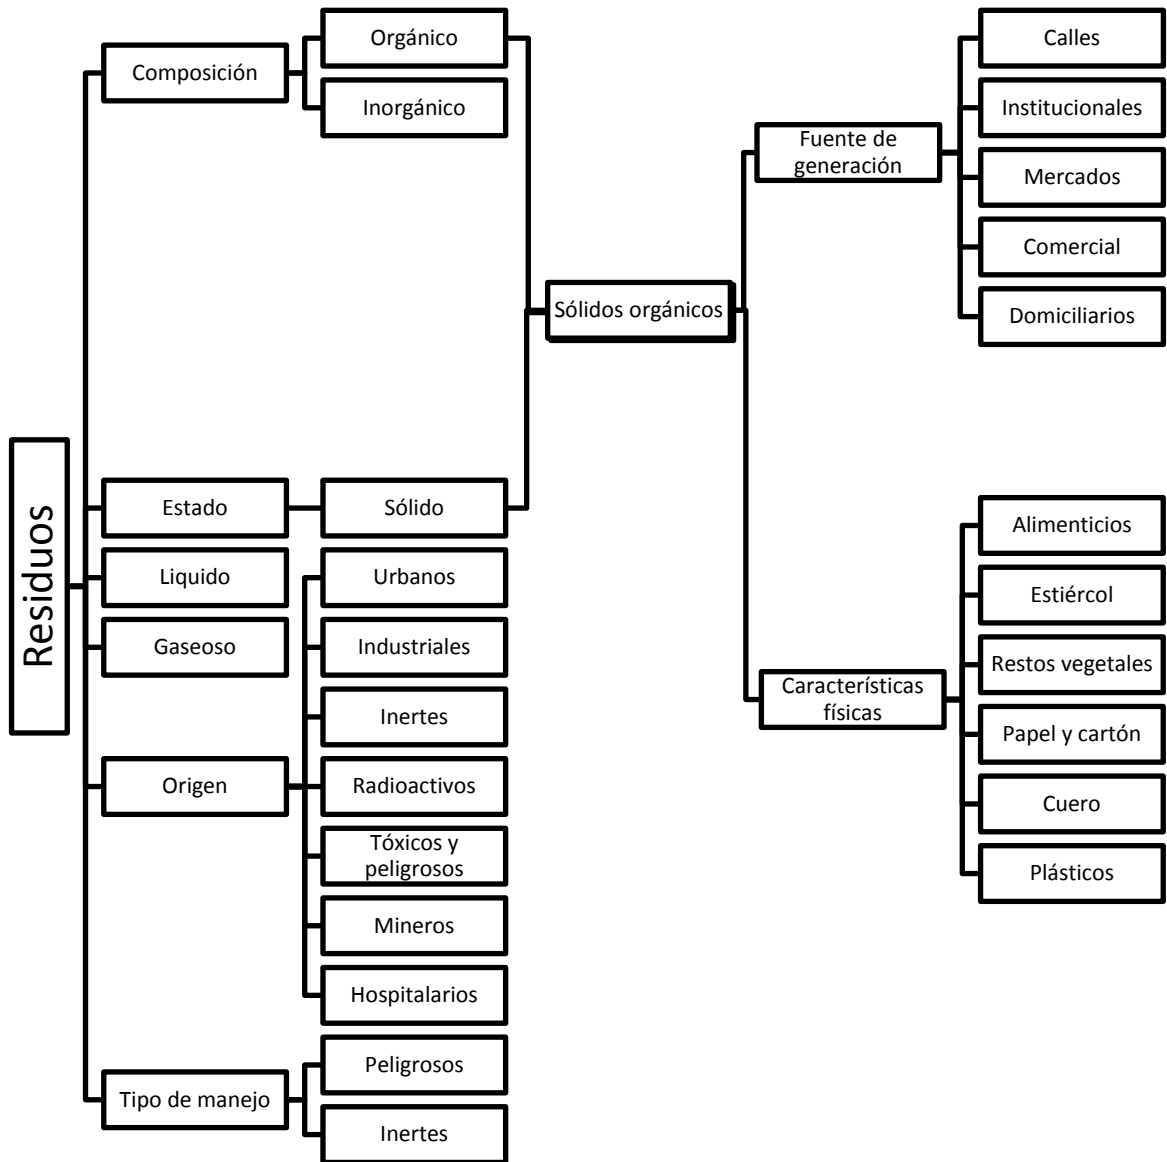 Residuos
Composición
Orgánico
Inorgánico
Estado
Sólido
Liquido
Gaseoso
Origen
Urbanos
Industriales
Inertes
Radioactivos
Tóxicos y
peligrosos
Mineros
Hospitalarios
Tipo de manejo
Peligrosos
Inertes
Sólidos orgánicos
Fuente de
generación
Calles
Institucionales
Mercados
Comercial
Domiciliarios
Características
físicas
Alimenticios
Estiércol
Restos vegetales
Papel y cartón
Cuero
Plásticos